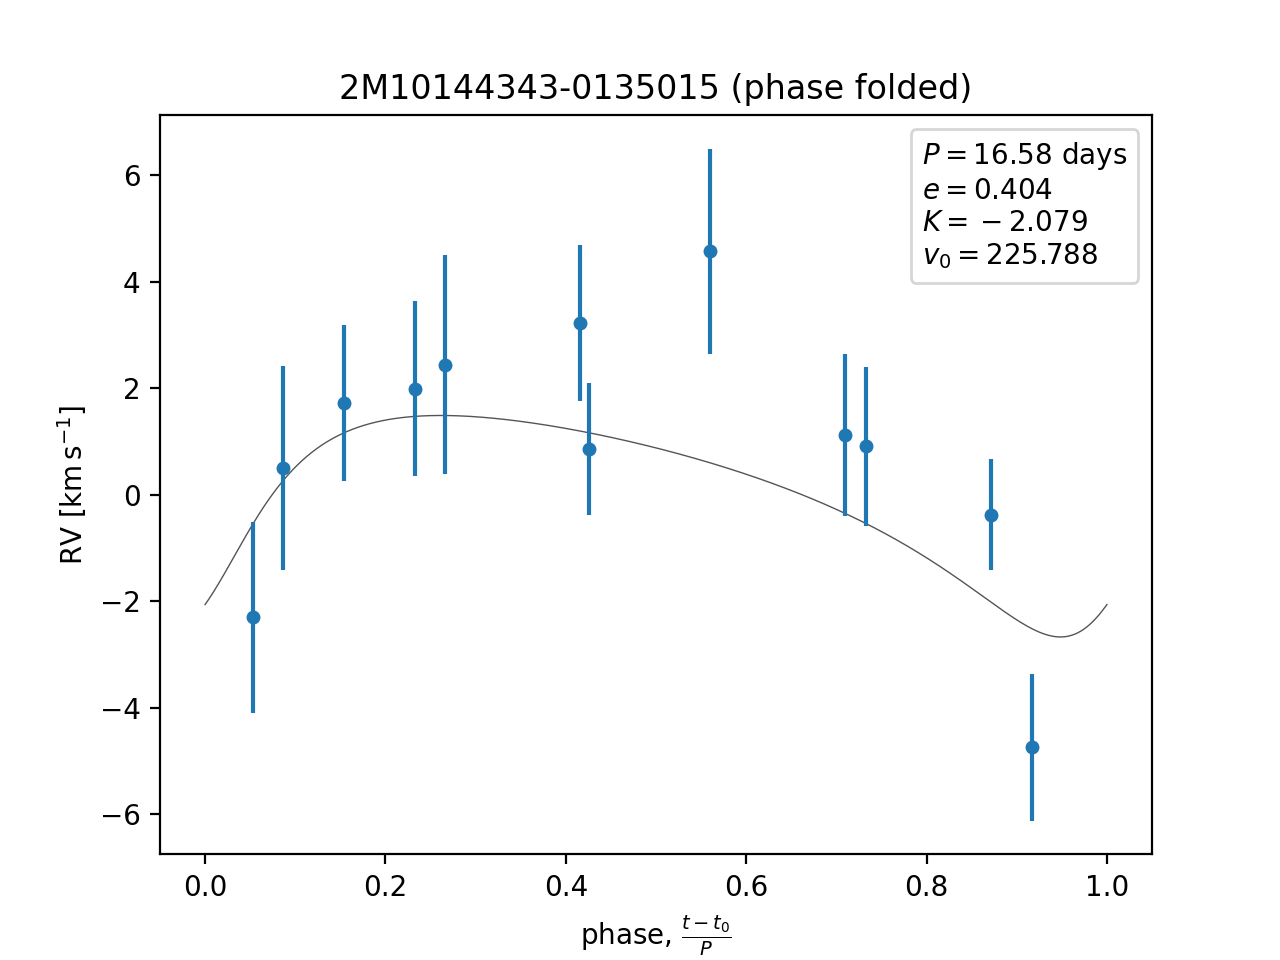 2M10144343-0135015 (phase folded)
P = 16.58 days
e = 0.404
K = −2.079
v₀ = 225.788
RV [km s⁻¹]
6
4
2
0
−2
−4
−6
0.0 0.2 0.4 0.6 0.8 1.0
phase, (t − t₀)/P